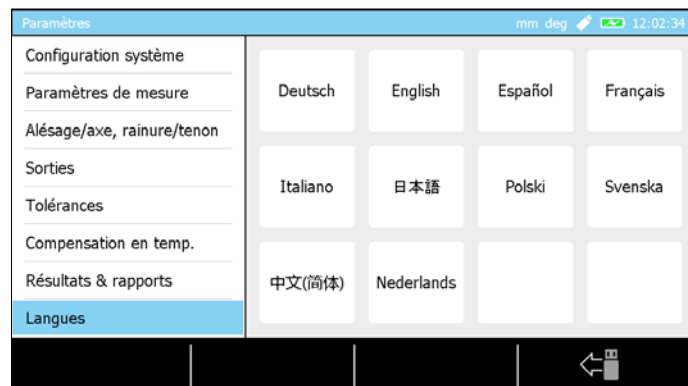 Paramètres
mm deg 12:02:34
Configuration système
Paramètres de mesure
Alésage/axe, rainure/tenon
Sorties
Tolérances
Compensation en temp.
Résultats & rapports
Langues
Deutsch English Español Français
Italiano 日本語 Polski Svenska
中文(简体) Nederlands